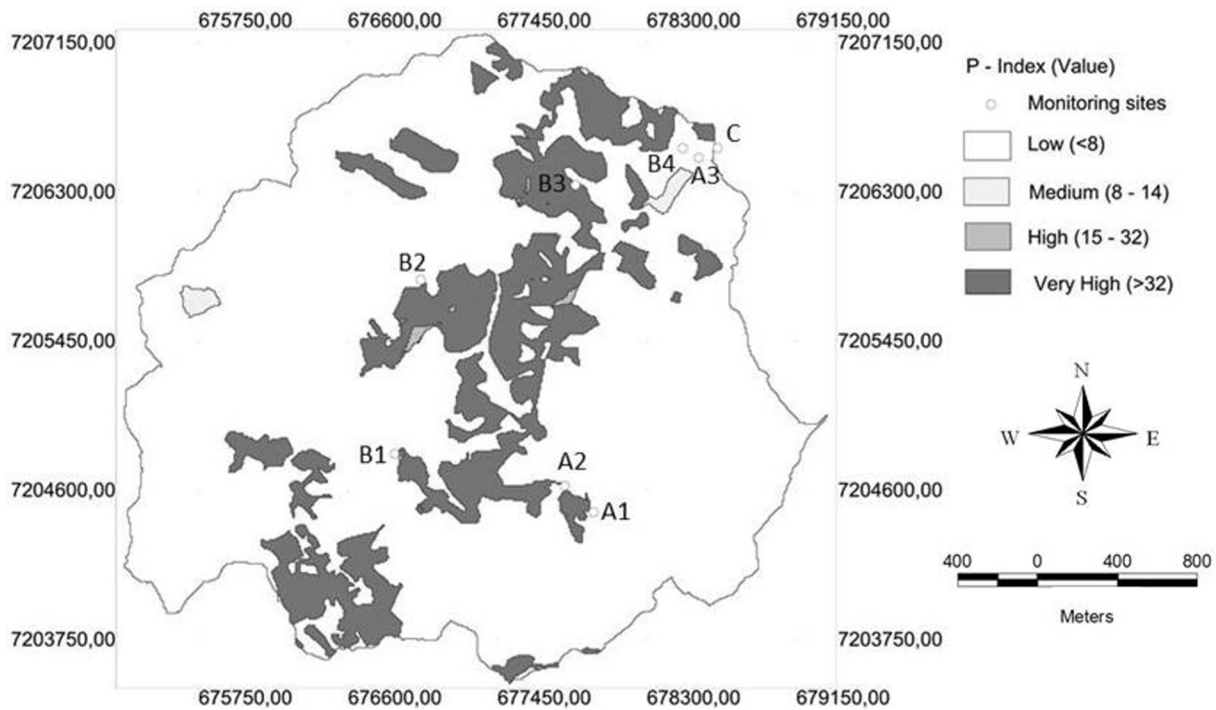 675750,00 676600,00 677450,00 678300,00 679150,00
7207150,00 7207150,00
P - Index (Value)
Monitoring sites
C
Low (<8)
B4
A3
B3
7206300,00 7206300,00
Medium (8 - 14)
High (15 - 32)
B2
Very High (>32)
7205450,00 7205450,00
N
W E
S
B1
A2
7204600,00 7204600,00
A1
400 0 400 800
Meters
7203750,00 7203750,00
675750,00 676600,00 677450,00 678300,00 679150,00